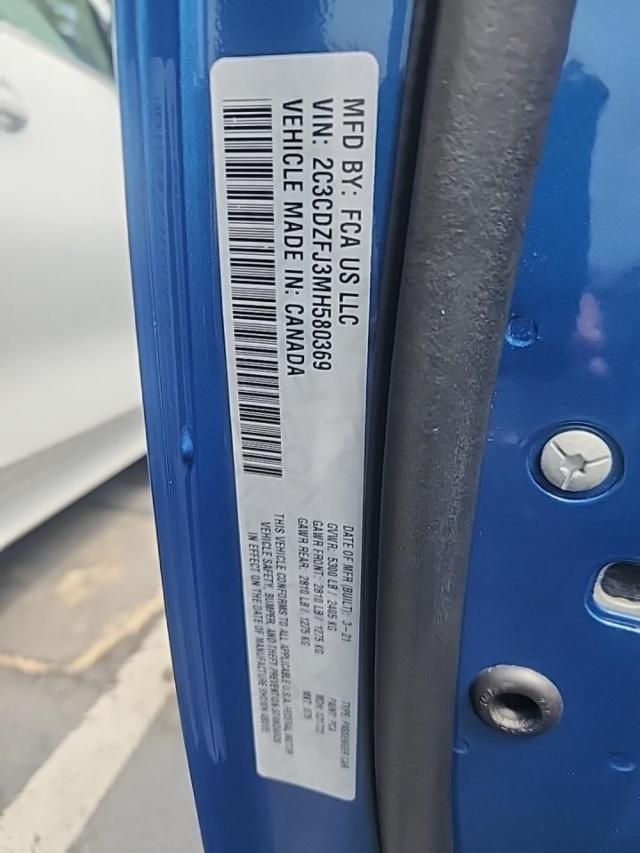 MFD BY: FCA US LLC
VIN: 2C3CDZFJ3MH580369
VEHICLE MADE IN: CANADA
DATE OF MFR (BUILT): 3-21
GVWR: 5300 LB / 2405 KG
GAWR FRONT: 2810 LB / 1275 KG
GAWR REAR: 2810 LB / 1275 KG
THIS VEHICLE CONFORMS TO ALL APPLICABLE U.S.A. FEDERAL MOTOR
VEHICLE SAFETY, BUMPER, AND THEFT PREVENTION STANDARDS
IN EFFECT ON THE DATE OF MANUFACTURE SHOWN ABOVE.
TYPE: PASSENGER CAR
PAINT:
MDH:
MKT: